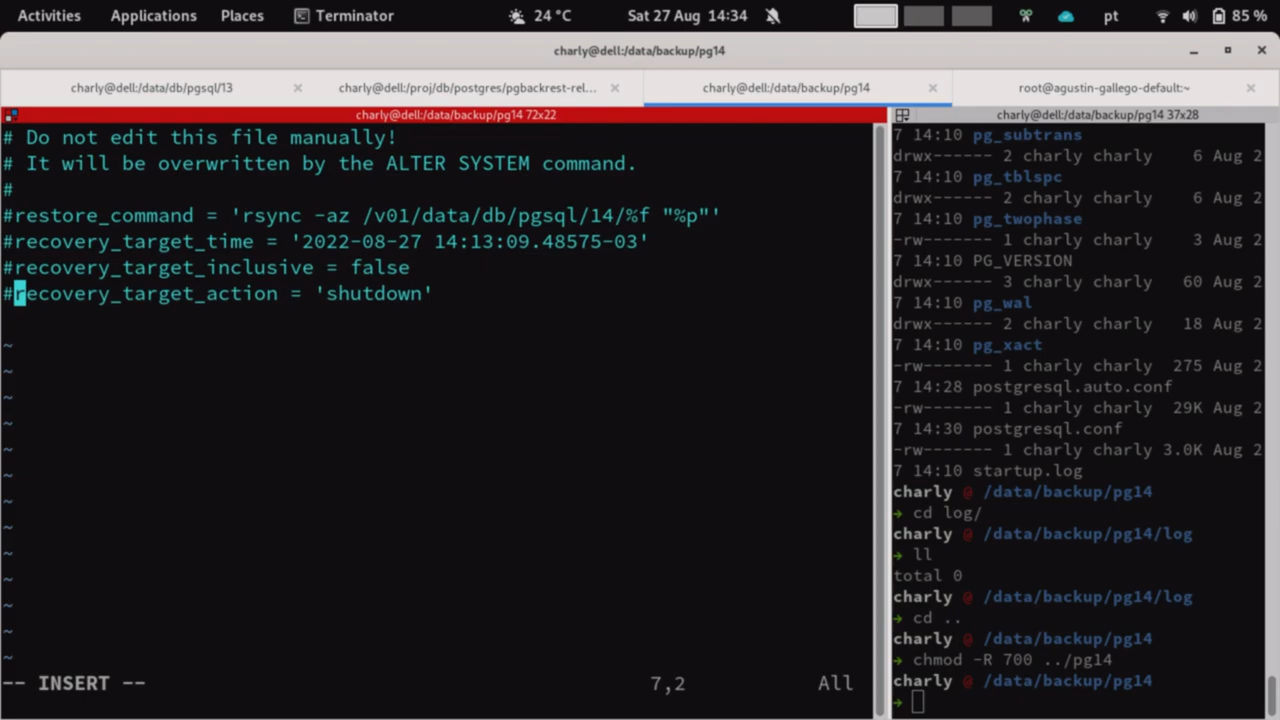 Activities Applications Places Terminator 24 °C Sat 27 Aug 14:34 pt 85 %
charly@dell:/data/backup/pg14
charly@dell:/data/db/pgsql/13 charly@dell:/proj/db/postgres/pgbackrest-rel... charly@dell:/data/backup/pg14 root@agustin-gallego-default:~
charly@dell:/data/backup/pg14 72x22
# Do not edit this file manually!
# It will be overwritten by the ALTER SYSTEM command.
#
#restore_command = 'rsync -az /v01/data/db/pgsql/14/%f "%p"'
#recovery_target_time = '2022-08-27 14:13:09.48575-03'
#recovery_target_inclusive = false
#recovery_target_action = 'shutdown'
~
~
~
~
~
~
~
~
~
~
~
~
~
-- INSERT -- 7,2 All
charly@dell:/data/backup/pg14 37x28
7 14:10 pg_subtrans
drwx------ 2 charly charly 6 Aug 2
7 14:10 pg_tblspc
drwx------ 2 charly charly 6 Aug 2
7 14:10 pg_twophase
-rw------- 1 charly charly 3 Aug 2
7 14:10 PG_VERSION
drwx------ 3 charly charly 60 Aug 2
7 14:10 pg_wal
drwx------ 2 charly charly 18 Aug 2
7 14:10 pg_xact
-rw------- 1 charly charly 275 Aug 2
7 14:28 postgresql.auto.conf
-rw------- 1 charly charly 29K Aug 2
7 14:30 postgresql.conf
-rw------- 1 charly charly 3.0K Aug 2
7 14:10 startup.log
charly @ /data/backup/pg14
→ cd log/
charly @ /data/backup/pg14/log
→ ll
total 0
charly @ /data/backup/pg14/log
→ cd ..
charly @ /data/backup/pg14
→ chmod -R 700 ../pg14
charly @ /data/backup/pg14
→